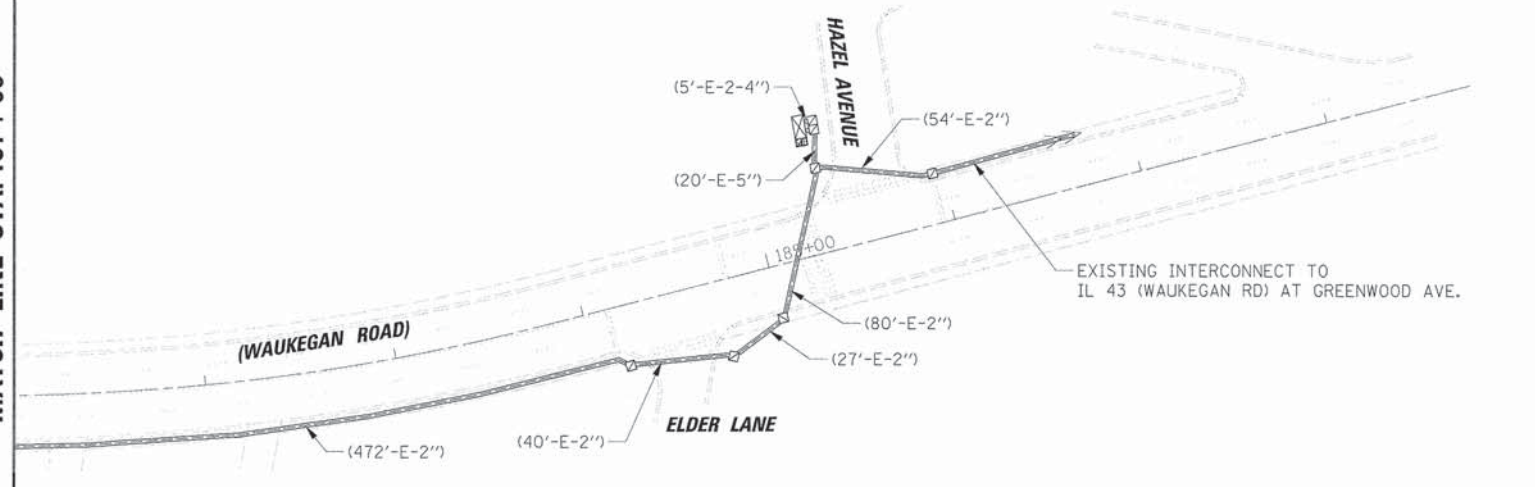 HAZEL AVENUE
(5'-E-2-4'')
(54'-E-2'')
(20'-E-5'')
189+00
EXISTING INTERCONNECT TO
IL 43 (WAUKEGAN RD) AT GREENWOOD AVE.
(80'-E-2'')
(WAUKEGAN ROAD)
(27'-E-2'')
ELDER LANE
(40'-E-2'')
(472'-E-2'')